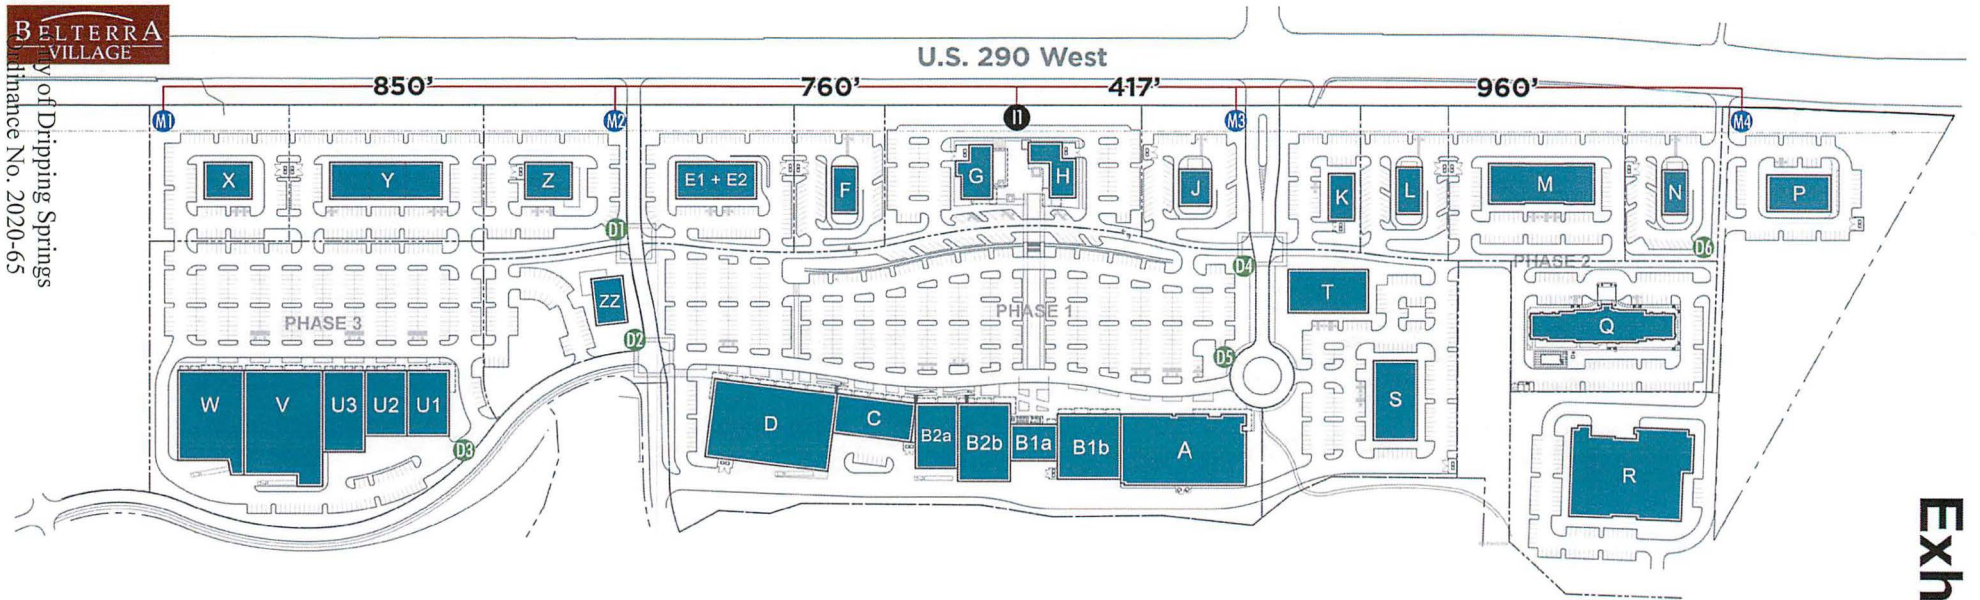 BELTERRA
VILLAGE
City of Dripping Springs
Ordinance No. 2020-65
U.S. 290 West
850’ 760’ 417’ 960’
M1 M2 I1 M3 M4
X Y Z E1 + E2 F G H J K L M N P
D1 D4 D6
PHASE 2
ZZ T
PHASE 3 PHASE 1 Q
D2 D5
W V U3 U2 U1 D C B2a B2b B1a B1b A S
D3 R
Exh